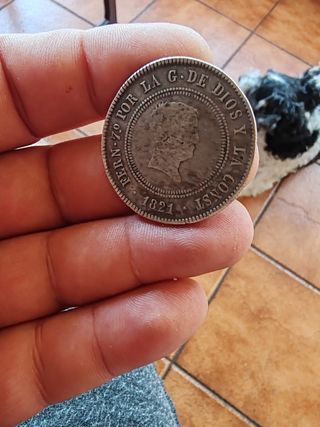 FERN. 7º POR LA G. DE DIOS Y LA CONST.
· 1821 ·